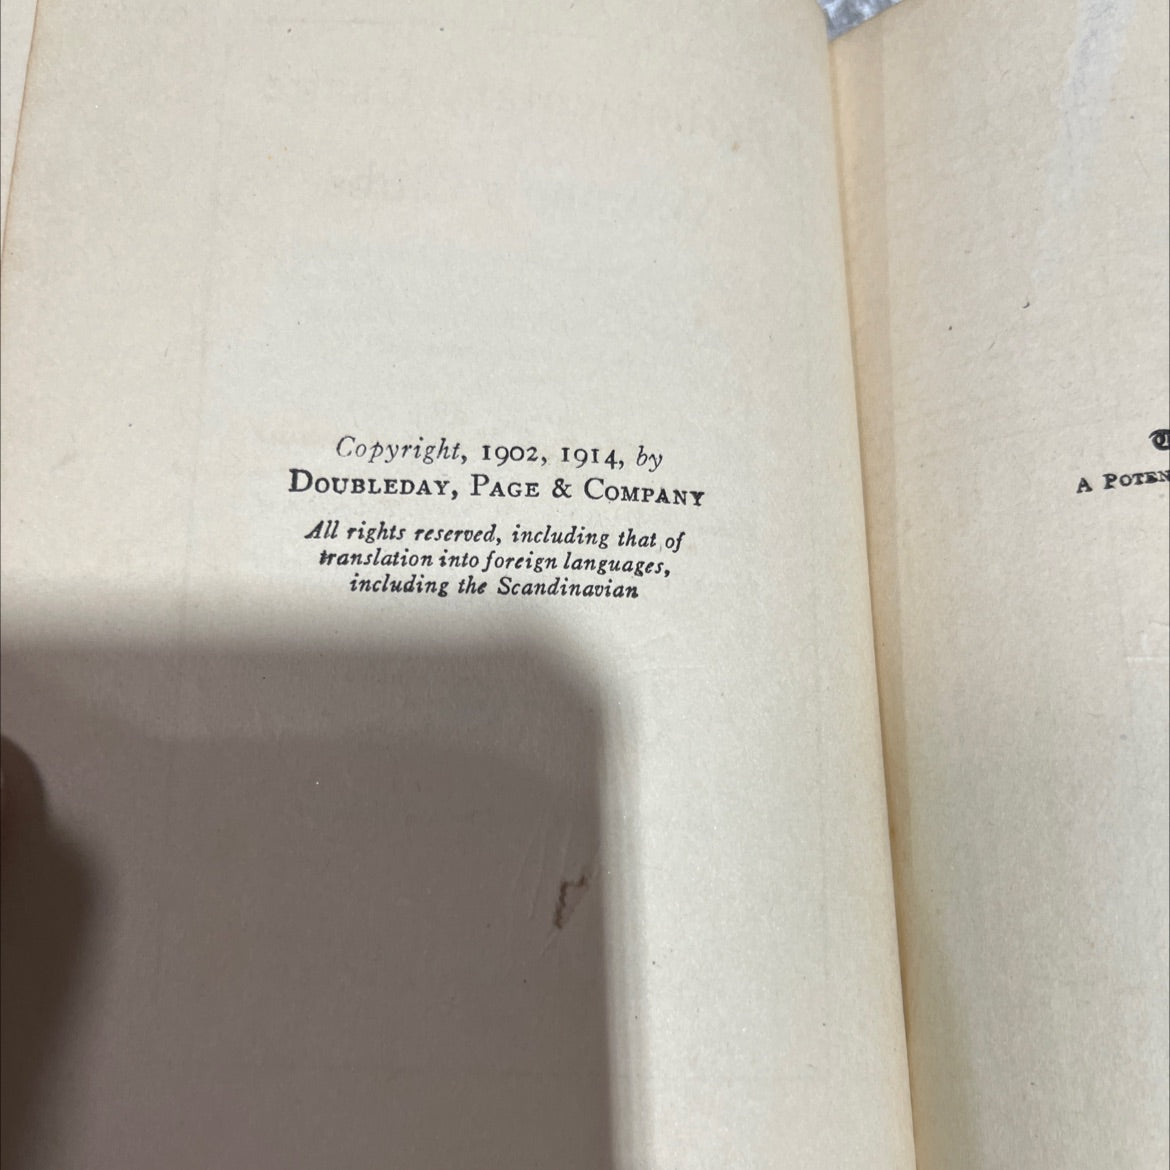 Copyright, 1902, 1914, by
DOUBLEDAY, PAGE & COMPANY
All rights reserved, including that of
translation into foreign languages,
including the Scandinavian
A POTEN